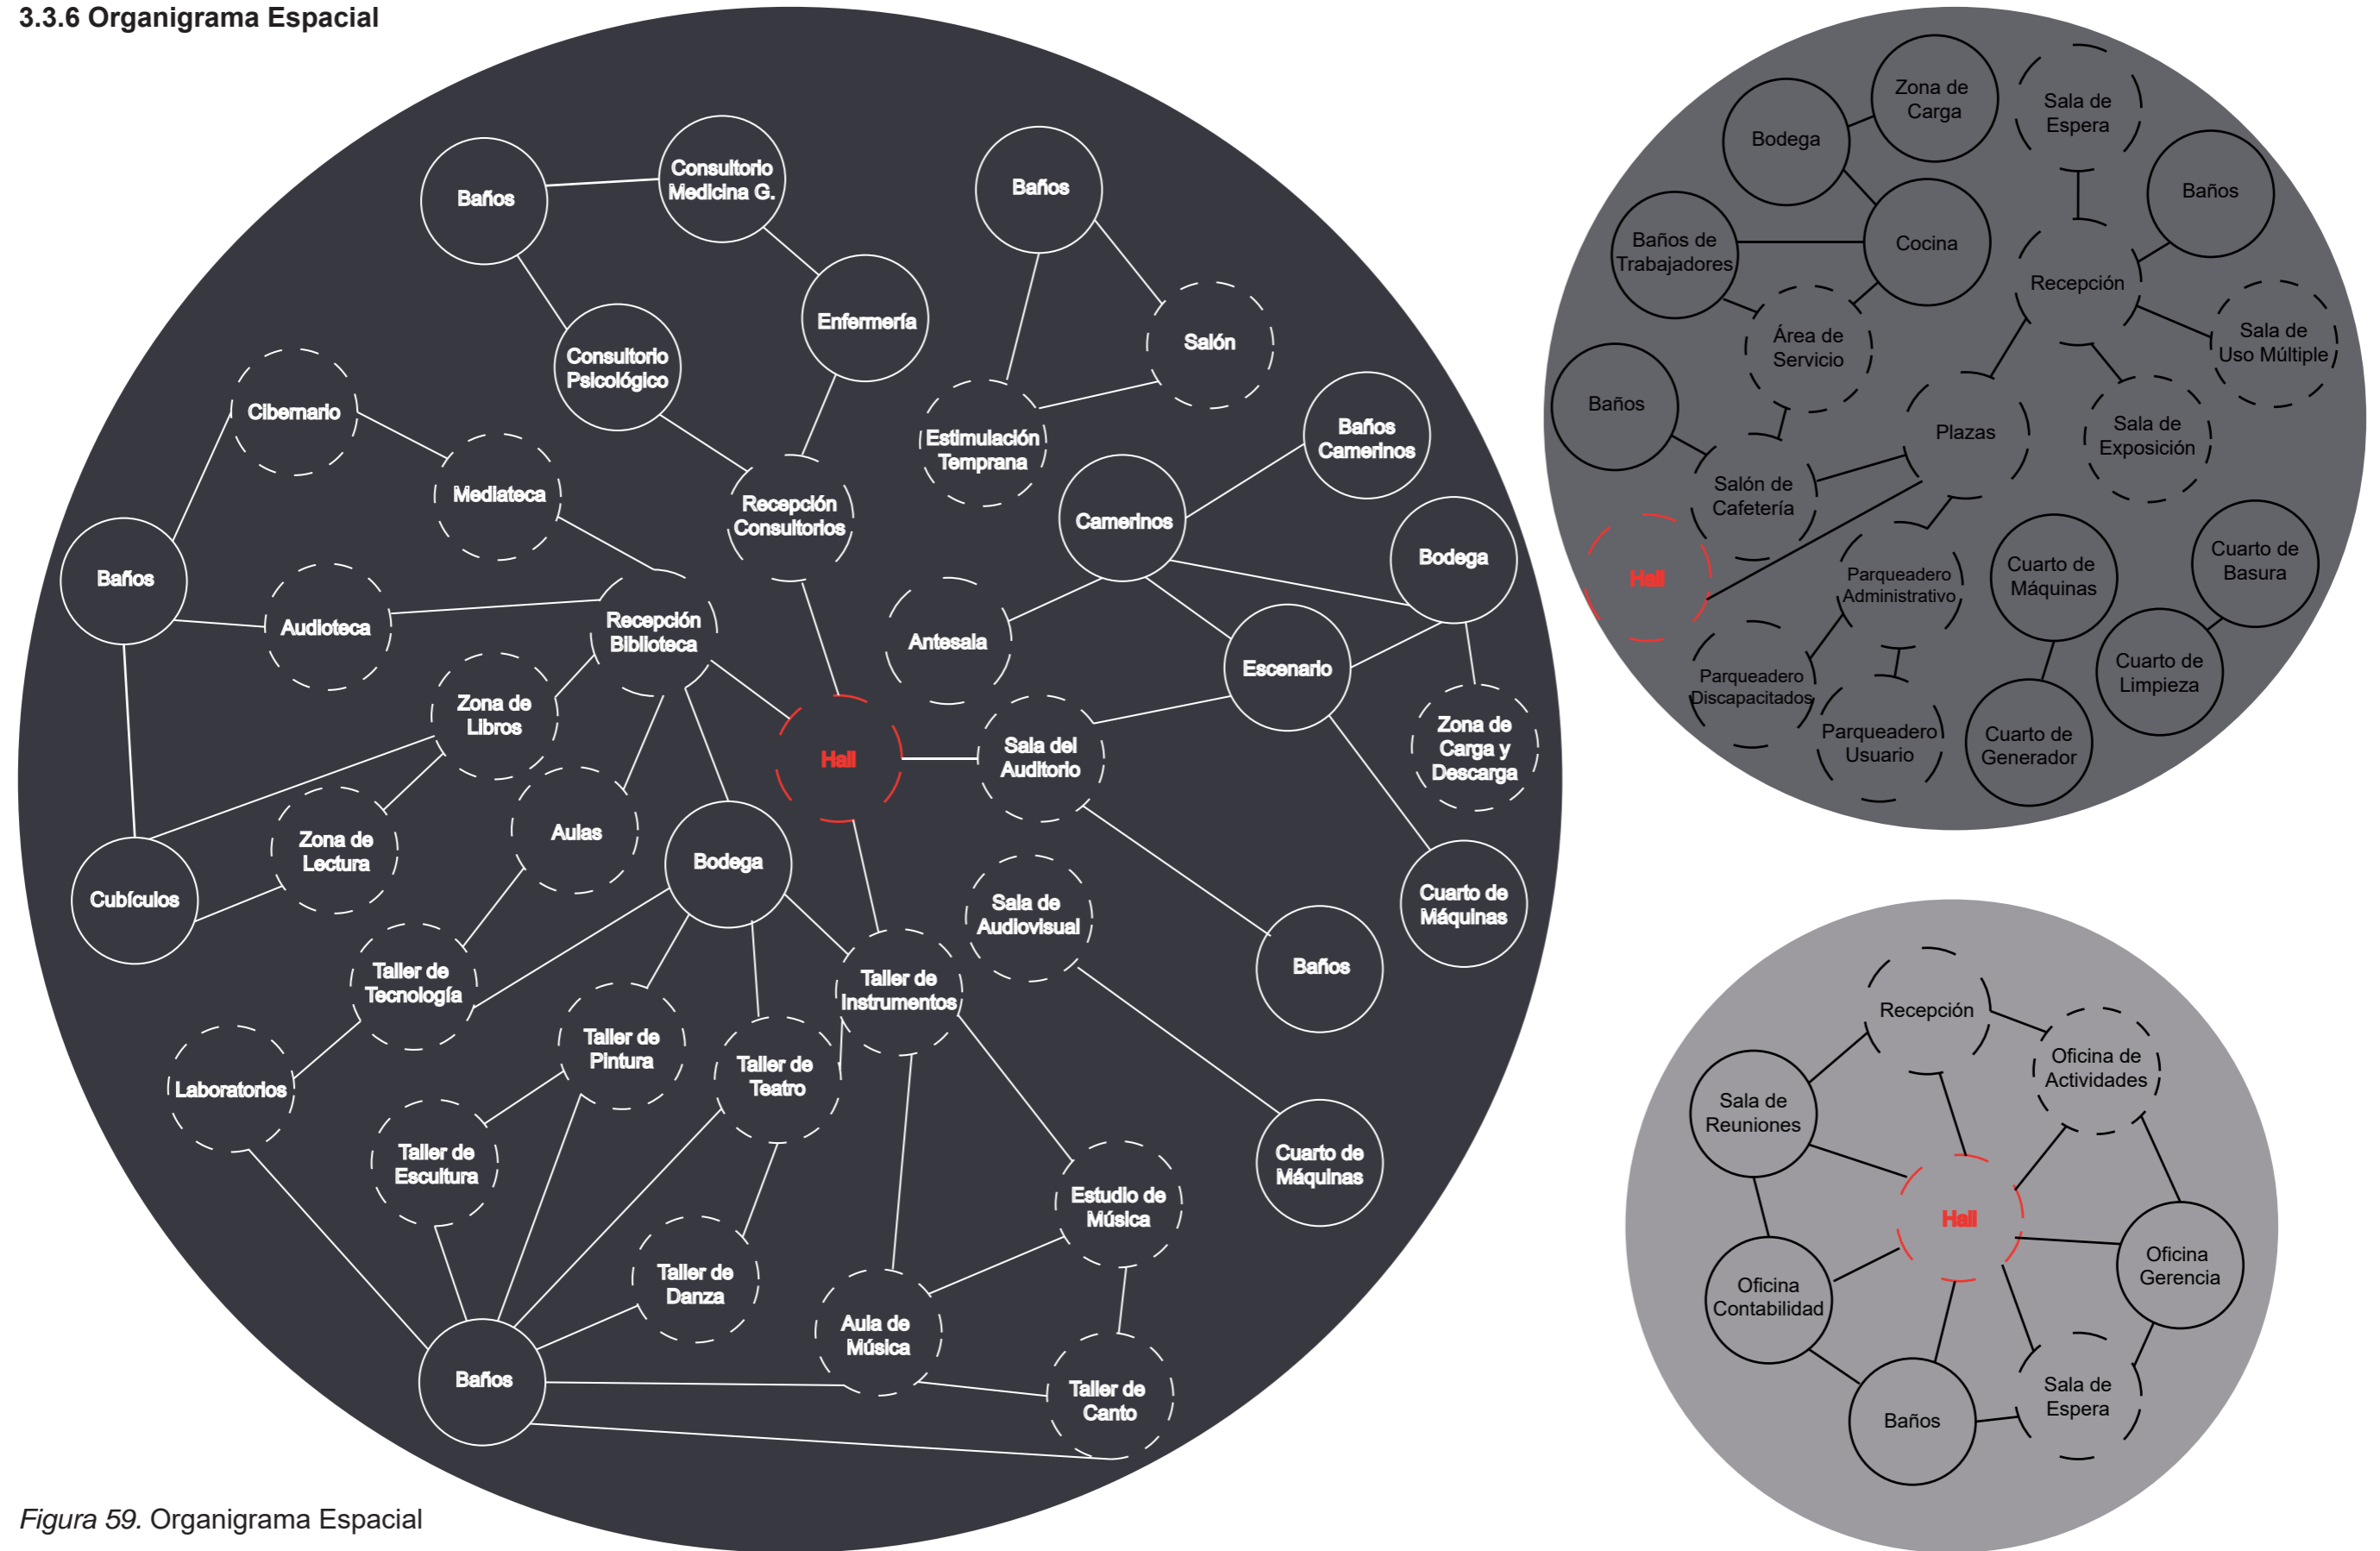 3.3.6 Organigrama Espacial
Baños
Consultorio
Medicina G.
Baños
Enfermería
Salón
Consultorio
Psicológico
Cibernario
Estimulación
Temprana
Baños
Camerinos
Mediateca
Recepción
Consultorios
Camerinos
Bodega
Baños
Audioteca
Recepción
Biblioteca
Antesala
Escenario
Zona de
Libros
Hall
Sala del
Auditorio
Zona de
Carga y
Descarga
Zona de
Lectura
Aulas
Bodega
Cubículos
Sala de
Audiovisual
Cuarto de
Máquinas
Baños
Taller de
Tecnología
Taller de
Instrumentos
Taller de
Pintura
Taller de
Teatro
Laboratorios
Taller de
Escultura
Cuarto de
Máquinas
Estudio de
Música
Taller de
Danza
Aula de
Música
Baños
Taller de
Canto
Zona de
Carga
Sala de
Espera
Bodega
Baños
Baños de
Trabajadores
Cocina
Recepción
Área de
Servicio
Sala de
Uso Múltiple
Baños
Plazas
Sala de
Exposición
Salón de
Cafetería
Hall
Parqueadero
Administrativo
Cuarto de
Máquinas
Cuarto de
Basura
Parqueadero
Discapacitados
Cuarto de
Limpieza
Parqueadero
Usuario
Cuarto de
Generador
Recepción
Oficina de
Actividades
Sala de
Reuniones
Hall
Oficina
Gerencia
Oficina
Contabilidad
Sala de
Espera
Baños
Figura 59. Organigrama Espacial